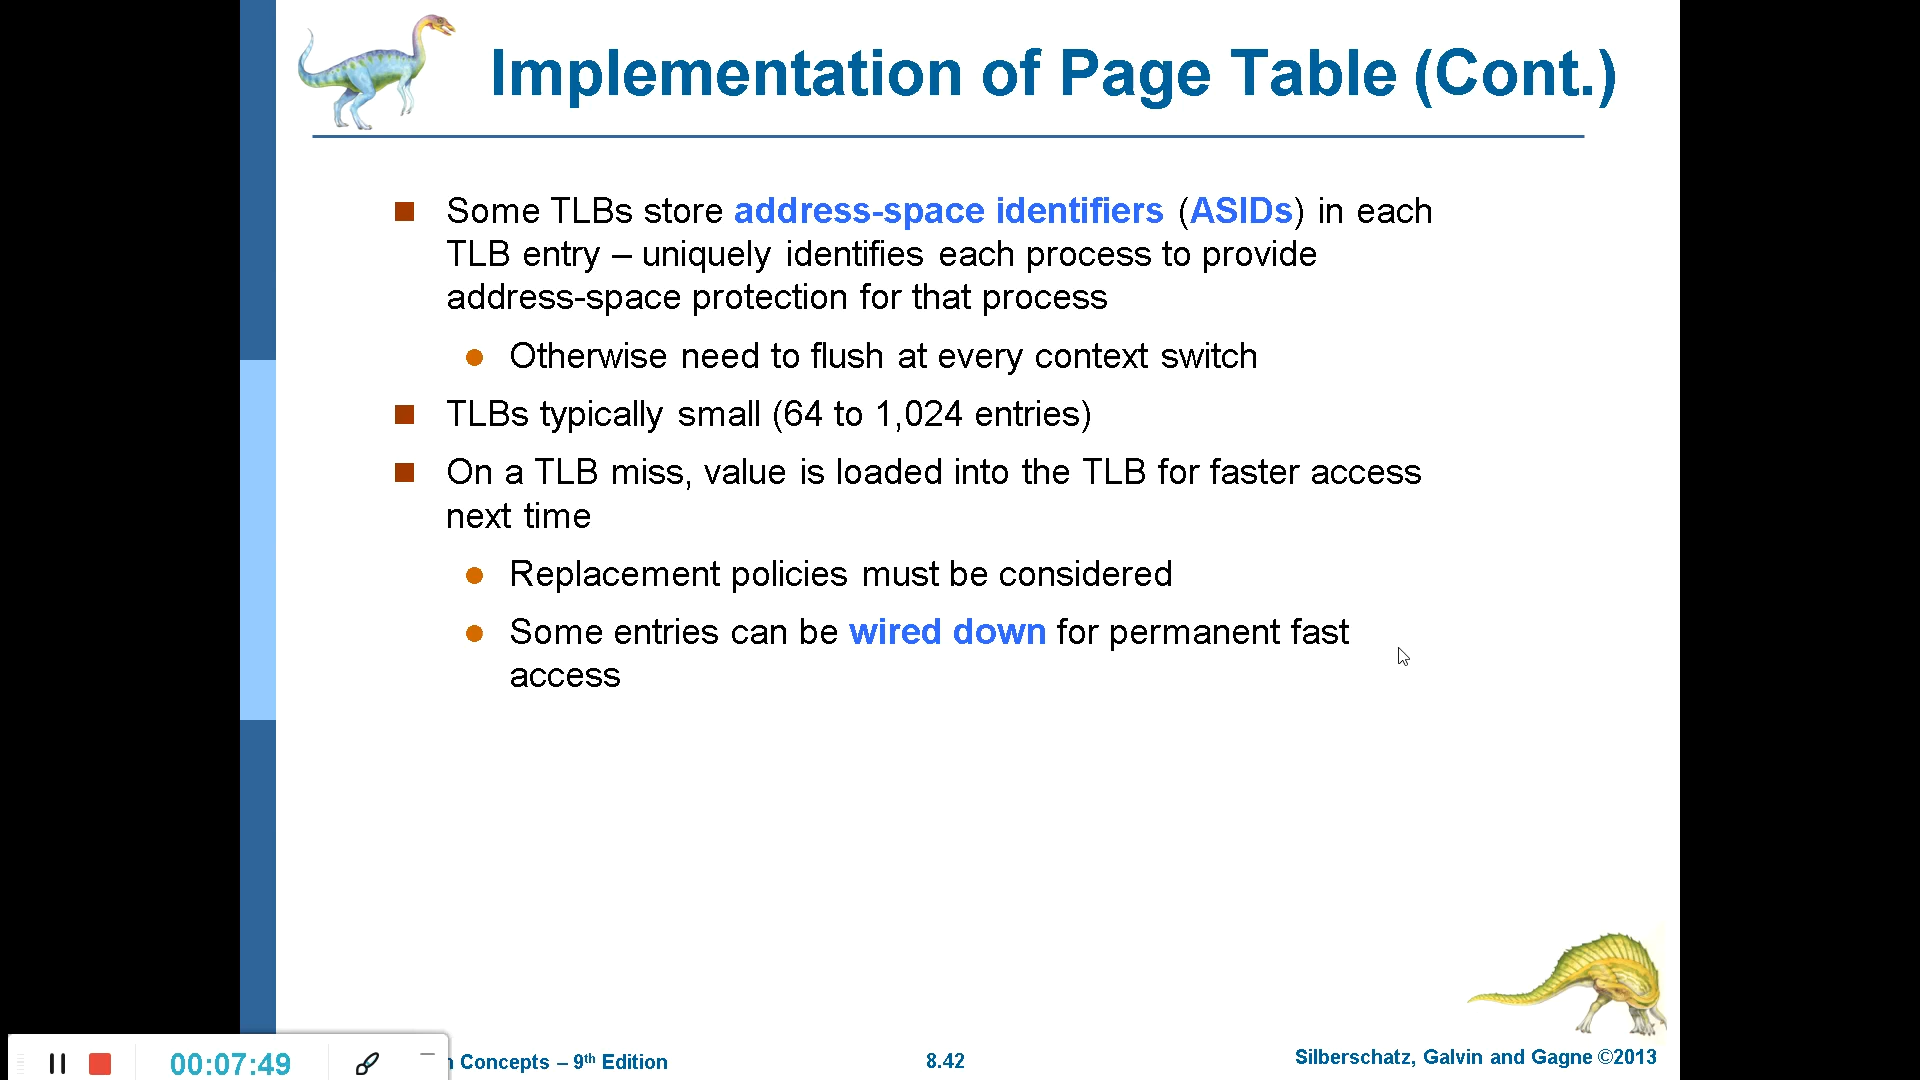 Implementation of Page Table (Cont.)
Some TLBs store address-space identifiers (ASIDs) in each
TLB entry – uniquely identifies each process to provide
address-space protection for that process
Otherwise need to flush at every context switch
TLBs typically small (64 to 1,024 entries)
On a TLB miss, value is loaded into the TLB for faster access
next time
Replacement policies must be considered
Some entries can be wired down for permanent fast
access
00:07:49
Concepts – 9th Edition
8.42
Silberschatz, Galvin and Gagne ©2013